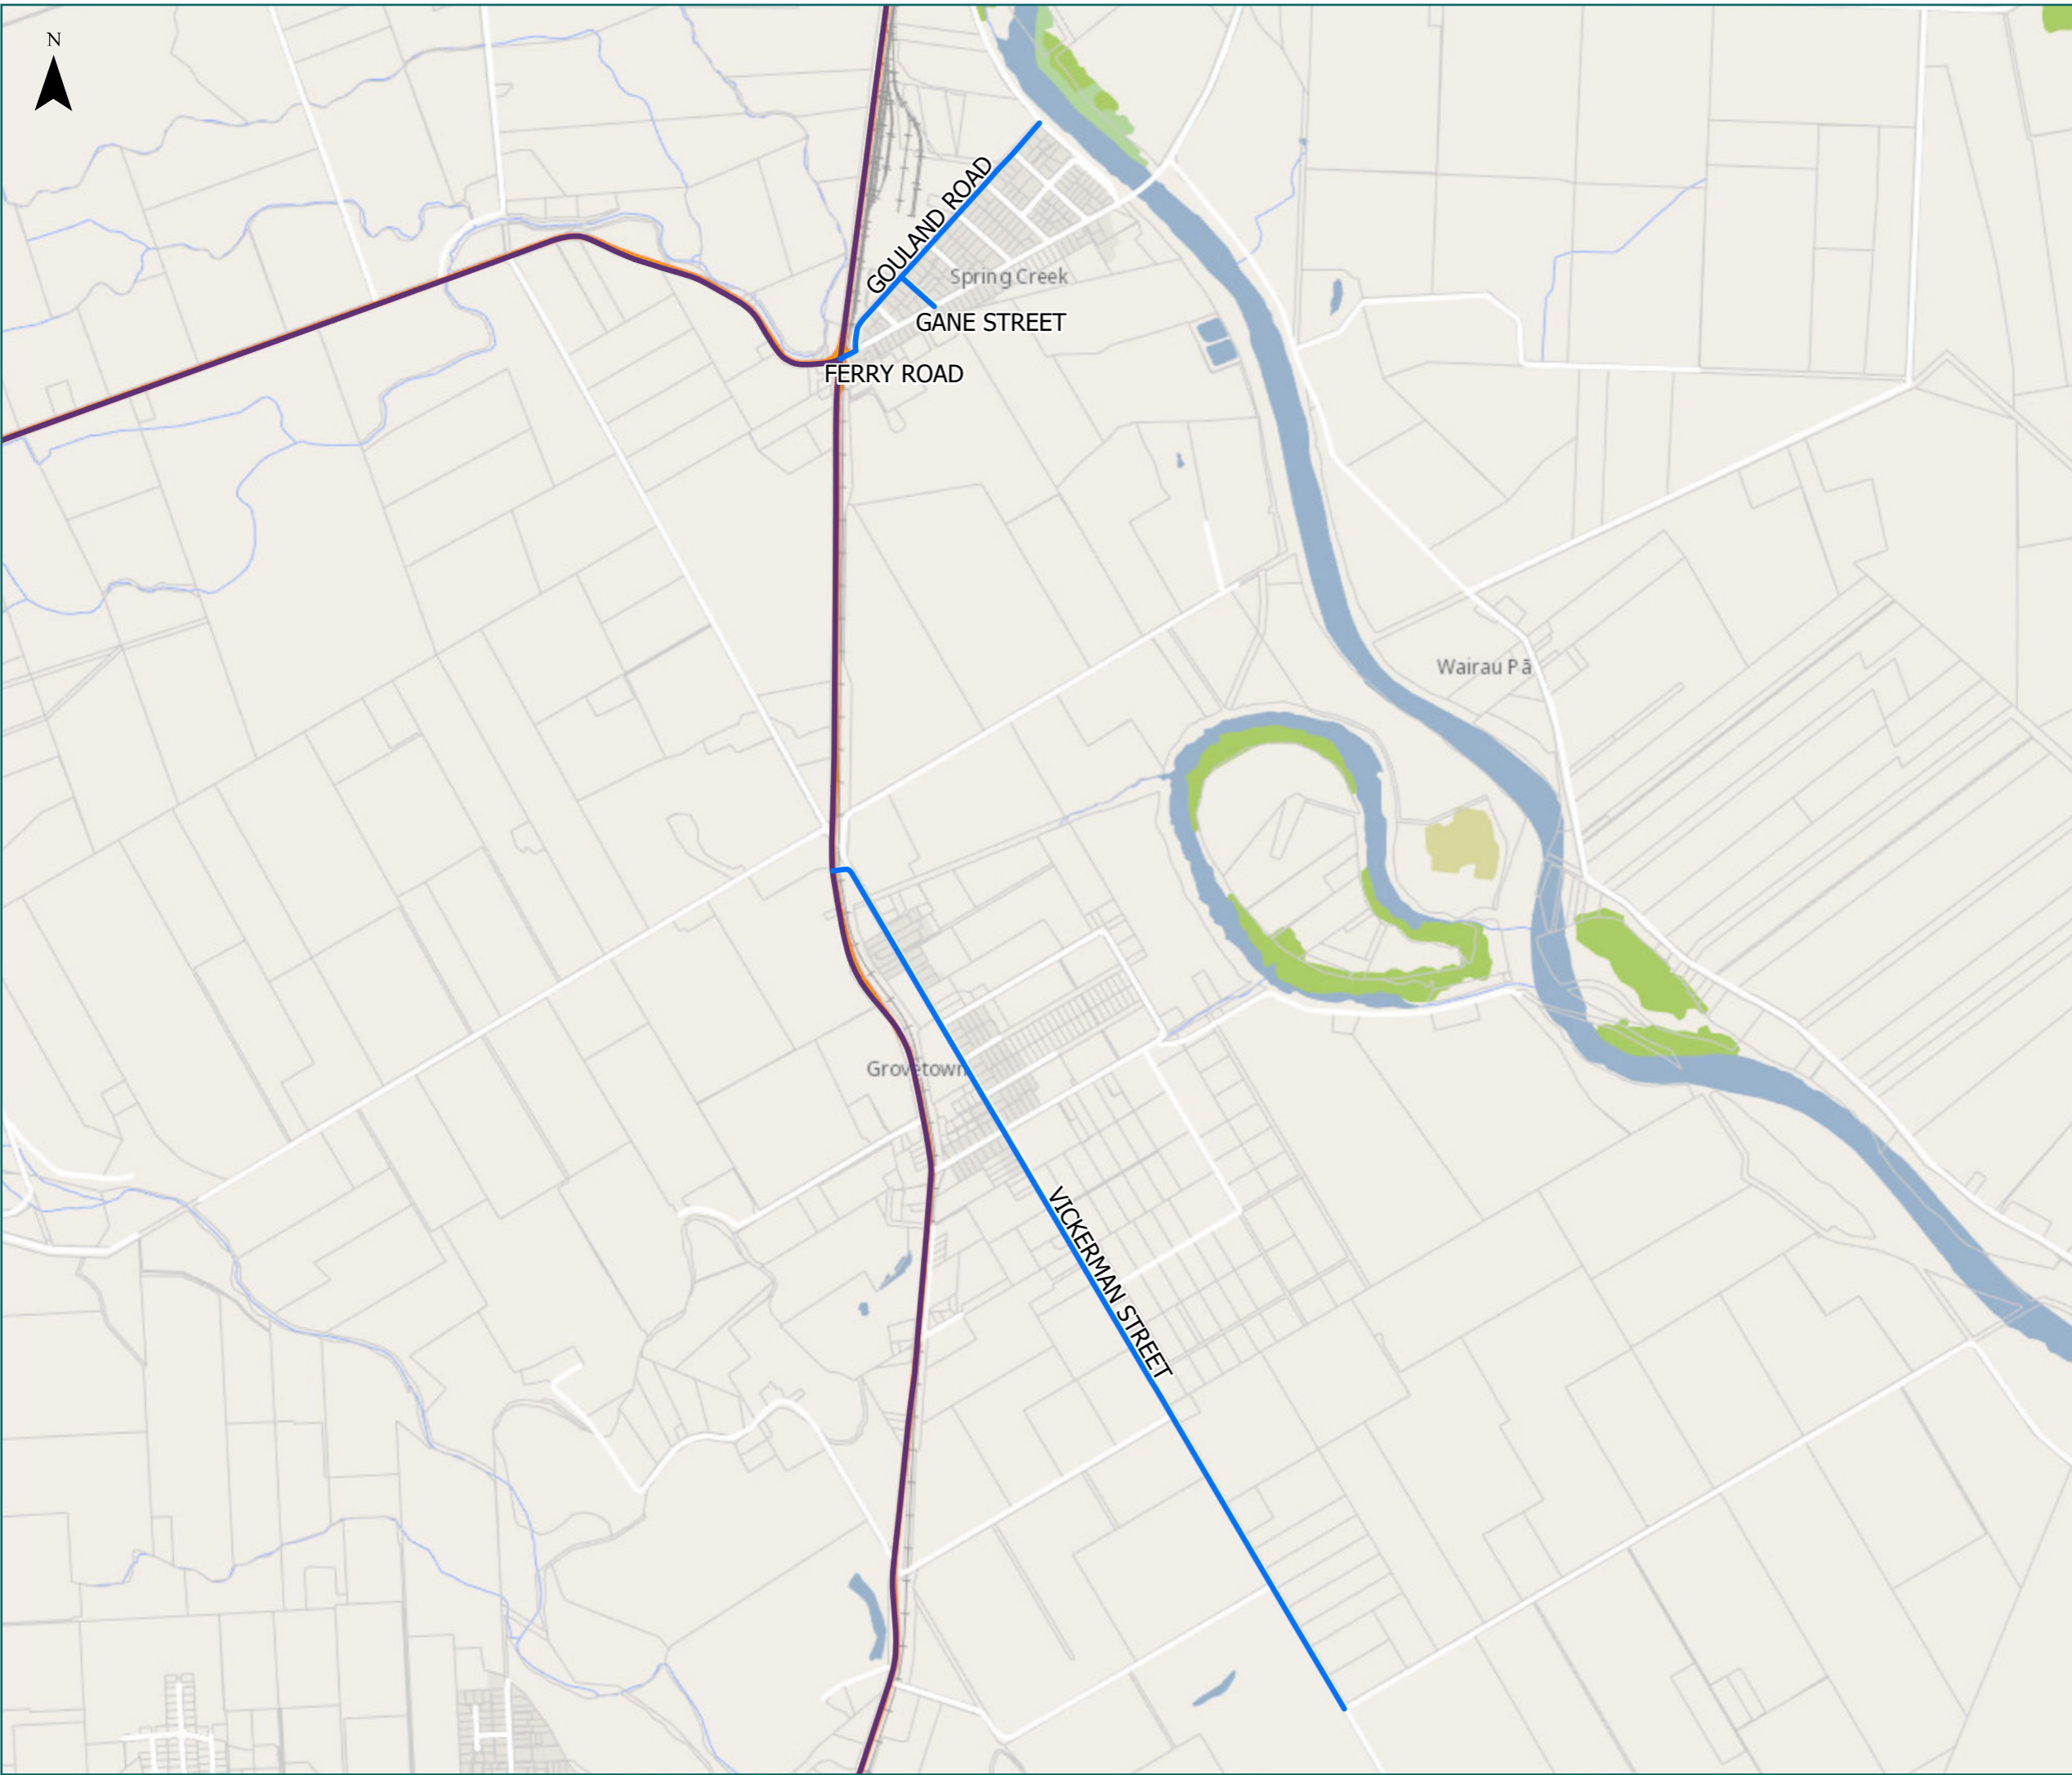 N
GOULAND ROAD
Spring Creek
GANE STREET
FERRY ROAD
Wairau Pā
Grovetown
VICKERMAN STREET